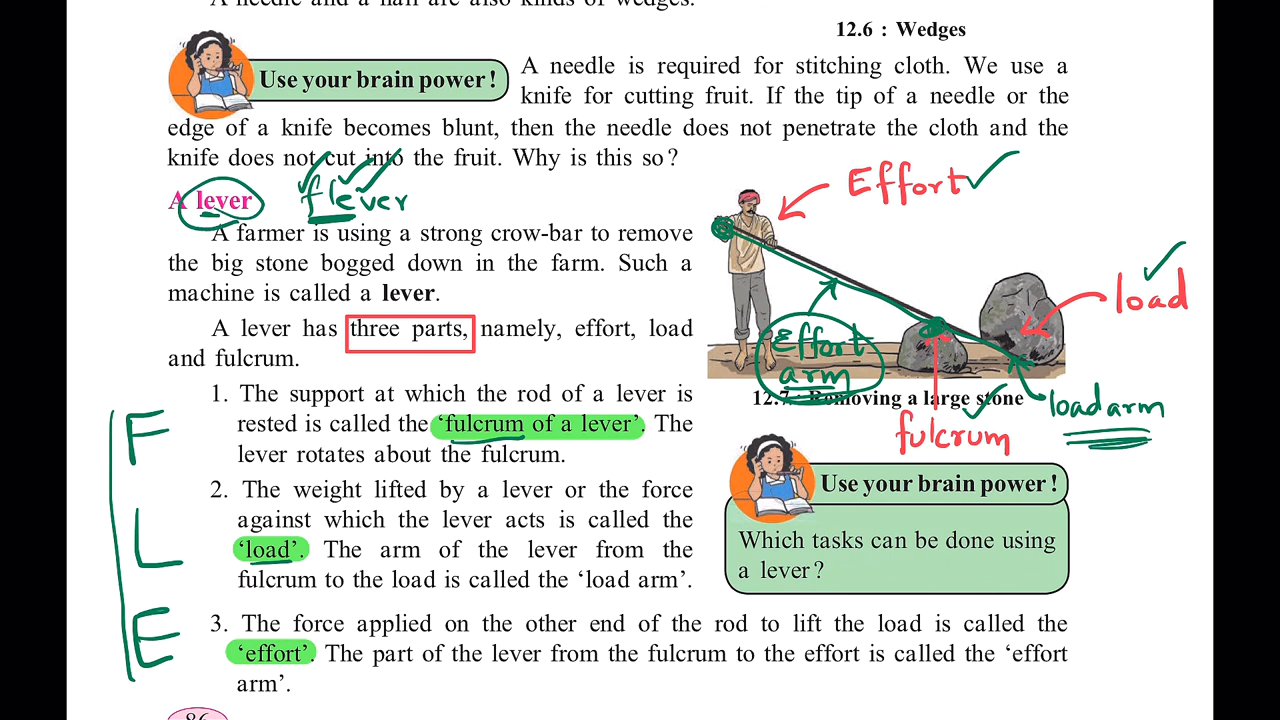 A needle and a nail are also kinds of wedges.
12.6 : Wedges
Use your brain power !
A needle is required for stitching cloth. We use a
knife for cutting fruit. If the tip of a needle or the
edge of a knife becomes blunt, then the needle does not penetrate the cloth and the
knife does not cut into the fruit. Why is this so ?
A lever
flever
A farmer is using a strong crow-bar to remove
the big stone bogged down in the farm. Such a
machine is called a lever.
A lever has three parts, namely, effort, load
and fulcrum.
1. The support at which the rod of a lever is
rested is called the ‘fulcrum of a lever’. The
lever rotates about the fulcrum.
2. The weight lifted by a lever or the force
against which the lever acts is called the
‘load’. The arm of the lever from the
fulcrum to the load is called the ‘load arm’.
3. The force applied on the other end of the rod to lift the load is called the
‘effort’. The part of the lever from the fulcrum to the effort is called the ‘effort
arm’.
F
L
E
Effort
load
Effort
arm
12.7 : Removing a large stone
load arm
fulcrum
Use your brain power !
Which tasks can be done using
a lever ?
86